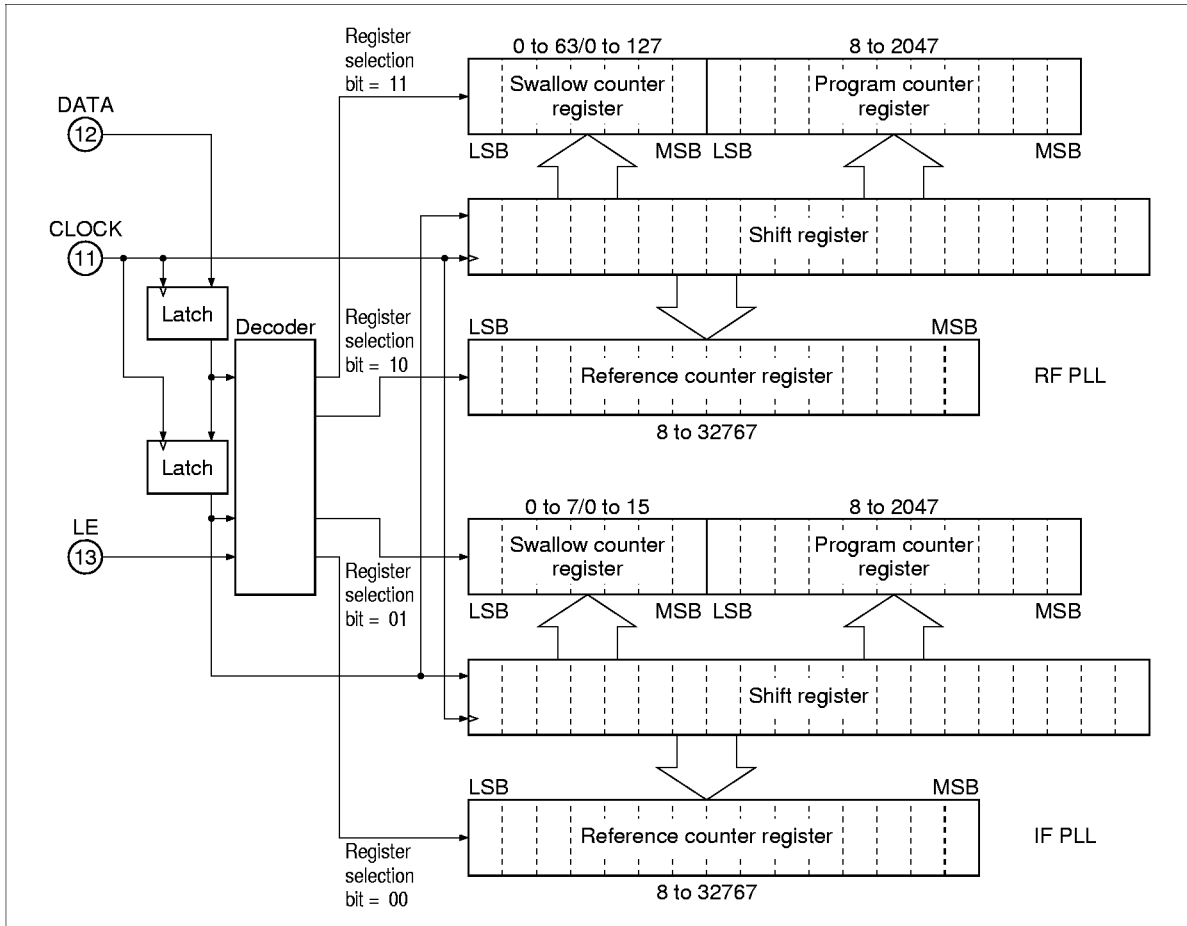 Register
selection
bit = 11
0 to 63/0 to 127
8 to 2047
Swallow counter
register
Program counter
register
LSB
MSB
LSB
MSB
DATA
12
CLOCK
11
Shift register
Latch
Decoder
Register
selection
bit = 10
LSB
MSB
Reference counter register
RF PLL
8 to 32767
Latch
LE
13
0 to 7/0 to 15
8 to 2047
Swallow counter
register
Program counter
register
Register
selection
bit = 01
LSB
MSB
LSB
MSB
Shift register
LSB
MSB
Reference counter register
IF PLL
Register
selection
bit = 00
8 to 32767